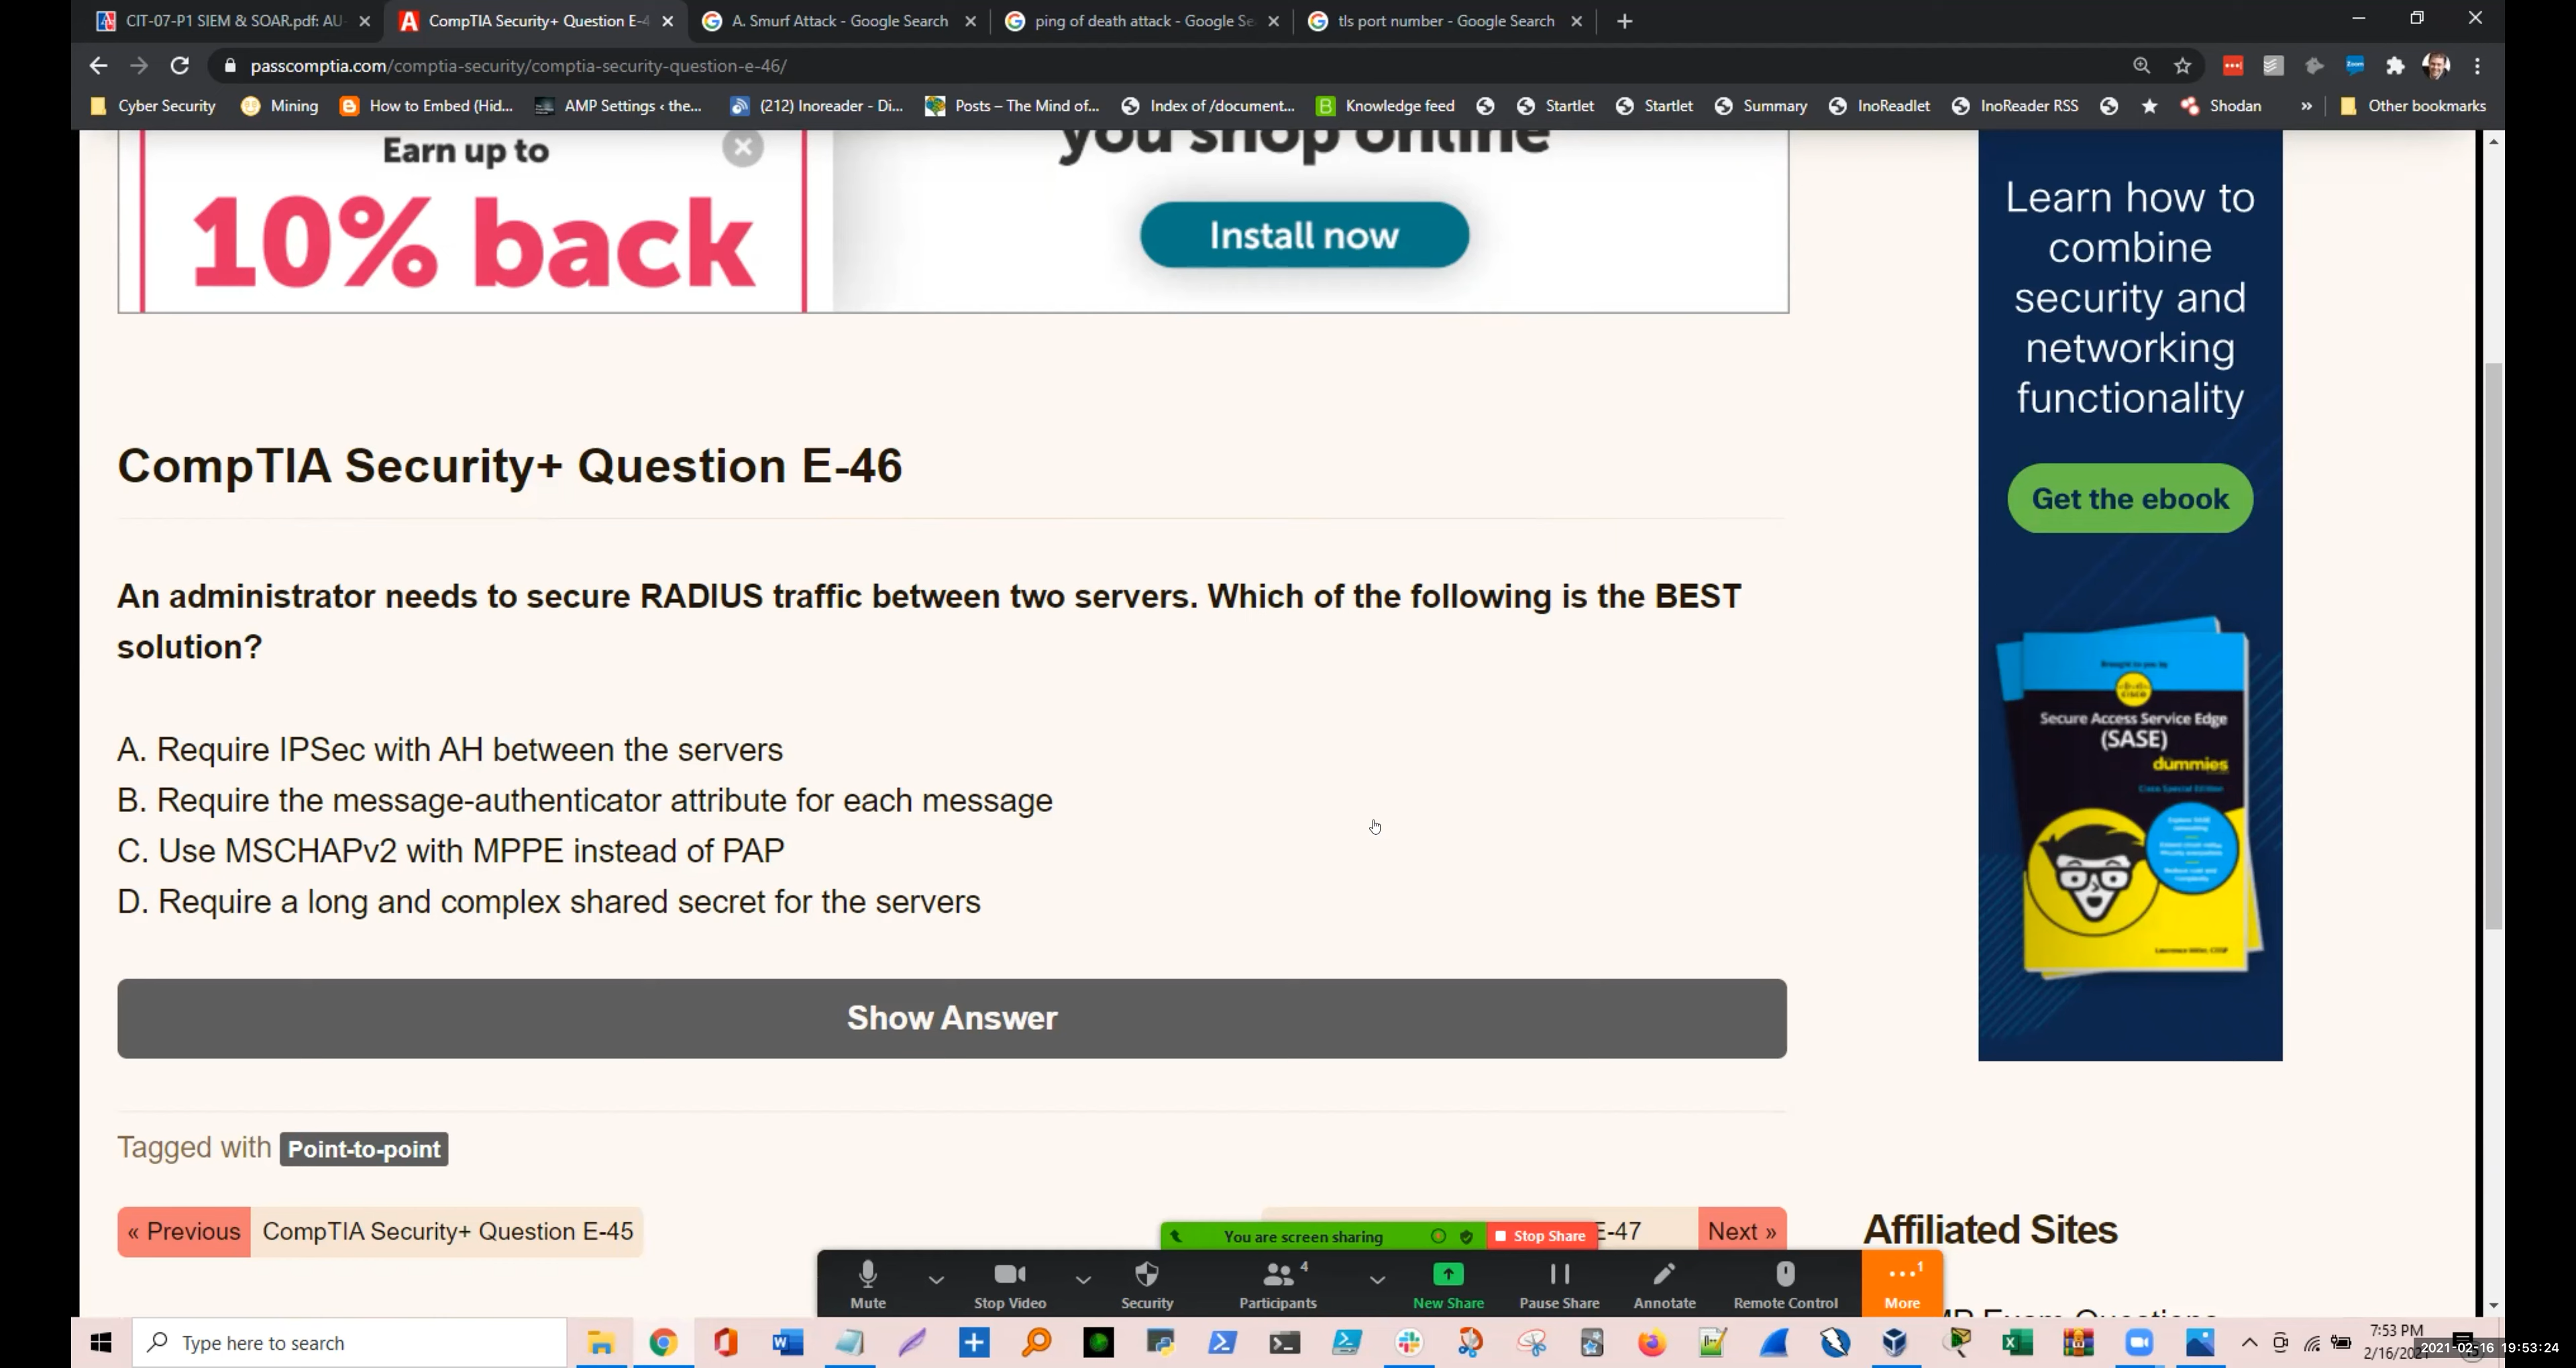 CIT-07-P1 SIEM & SOAR.pdf: AU-
CompTIA Security+ Question E-4
A. Smurf Attack - Google Search
ping of death attack - Google Se
tls port number - Google Search
passcomptia.com/comptia-security/comptia-security-question-e-46/
Cyber Security
Mining
How to Embed (Hid...
AMP Settings ‹ the...
(212) Inoreader - Di...
Posts – The Mind of...
Index of /document...
Knowledge feed
Startlet
Startlet
Summary
InoReadlet
InoReader RSS
Shodan
»
Other bookmarks
Earn up to
10% back
you shop online
Install now
Learn how to
combine
security and
networking
functionality
Get the ebook
Secure Access Service Edge
(SASE)
dummies
CompTIA Security+ Question E-46
An administrator needs to secure RADIUS traffic between two servers. Which of the following is the BEST
solution?
A. Require IPSec with AH between the servers
B. Require the message-authenticator attribute for each message
C. Use MSCHAPv2 with MPPE instead of PAP
D. Require a long and complex shared secret for the servers
Show Answer
Tagged with Point-to-point
« Previous CompTIA Security+ Question E-45
E-47 Next »
Affiliated Sites
You are screen sharing
Stop Share
Mute
Stop Video
Security
4
Participants
New Share
Pause Share
Annotate
Remote Control
1
More
Exam Questions
Type here to search
7:53 PM
2/16/202
2021-02-16 19:53:24